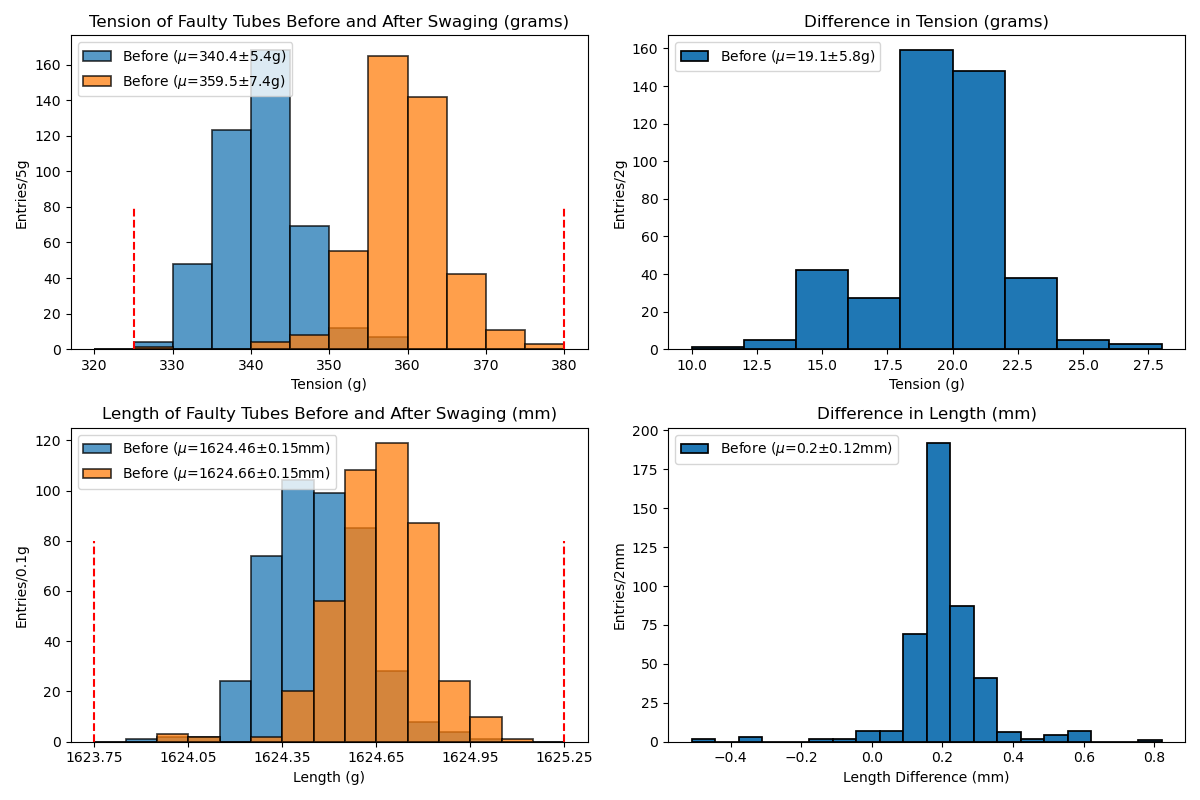 Tension of Faulty Tubes Before and After Swaging (grams)
Before (μ=340.4±5.4g)
Before (μ=359.5±7.4g)
Entries/5g
160
140
120
100
80
60
40
20
0
320 330 340 350 360 370 380
Tension (g)
Difference in Tension (grams)
Before (μ=19.1±5.8g)
Entries/2g
160
140
120
100
80
60
40
20
0
10.0 12.5 15.0 17.5 20.0 22.5 25.0 27.5
Tension (g)
Length of Faulty Tubes Before and After Swaging (mm)
Before (μ=1624.46±0.15mm)
Before (μ=1624.66±0.15mm)
Entries/0.1g
120
100
80
60
40
20
0
1623.75 1624.05 1624.35 1624.65 1624.95 1625.25
Length (g)
Difference in Length (mm)
Before (μ=0.2±0.12mm)
Entries/2mm
200
175
150
125
100
75
50
25
0
−0.4 −0.2 0.0 0.2 0.4 0.6 0.8
Length Difference (mm)